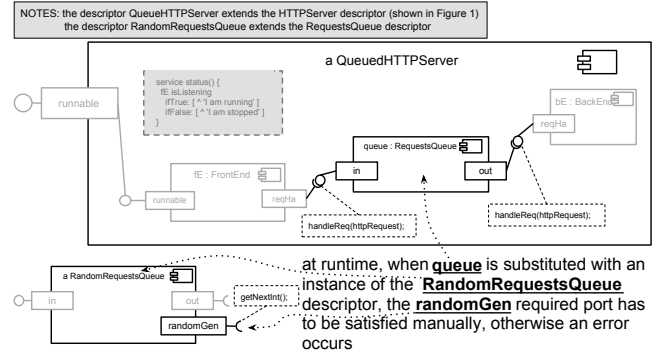 NOTES: the descriptor QueueHTTPServer extends the HTTPServer descriptor (shown in Figure 1)
the descriptor RandomRequestsQueue extends the RequestsQueue descriptor
a QueuedHTTPServer
service status() {
fE isListening
ifTrue: [ ^ 'I am running' ]
ifFalse: [ ^ 'I am stopped' ]
}
runnable
bE : BackEnd
reqHa
queue : RequestsQueue
in
out
fE : FrontEnd
runnable
reqHa
handleReq(httpRequest);
handleReq(httpRequest);
a RandomRequestsQueue
in
out
getNextInt();
randomGen
at runtime, when queue is substituted with an
instance of the RandomRequestsQueue
descriptor, the randomGen required port has
to be satisfied manually, otherwise an error
occurs